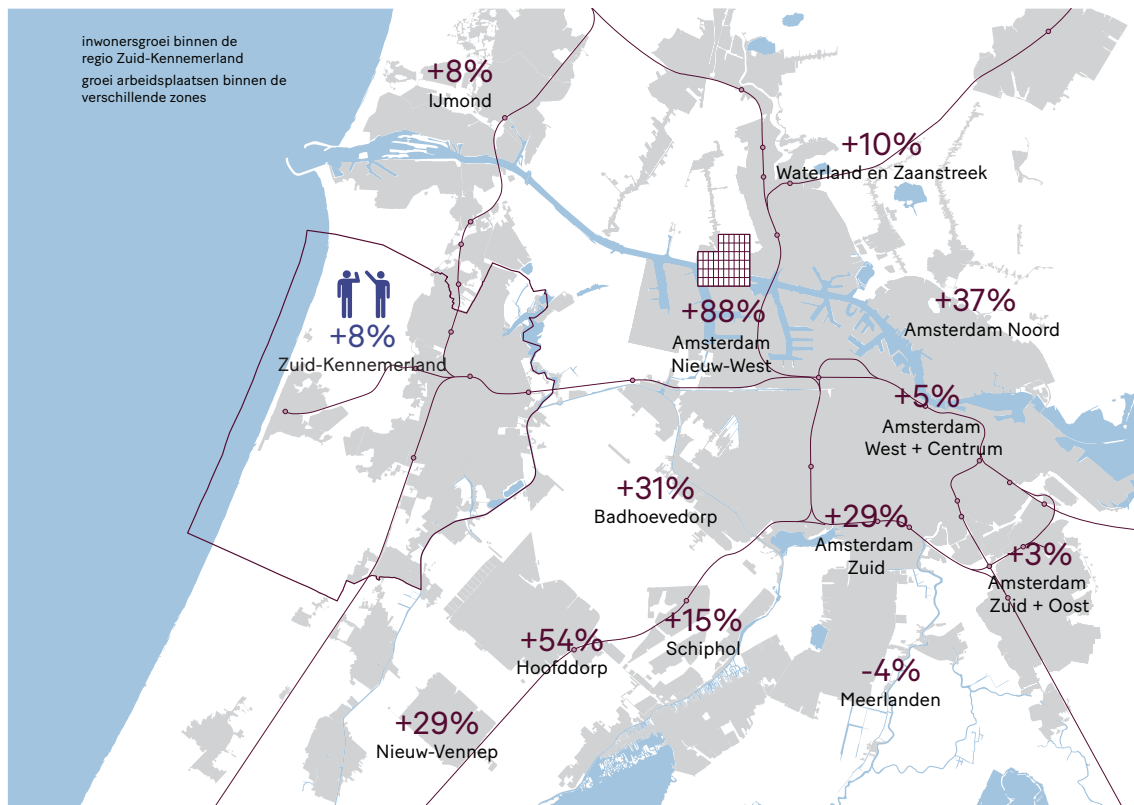 inwonersgroei binnen de
regio Zuid-Kennemerland
groei arbeidsplaatsen binnen de
verschillende zones
+8%
IJmond
+10%
Waterland en Zaanstreek
+8%
Zuid-Kennemerland
+88%
Amsterdam
Nieuw-West
+37%
Amsterdam Noord
+5%
Amsterdam
West + Centrum
+31%
Badhoevedorp
+29%
Amsterdam
Zuid
+3%
Amsterdam
Zuid + Oost
+15%
Schiphol
+54%
Hoofddorp
-4%
Meerlanden
+29%
Nieuw-Vennep